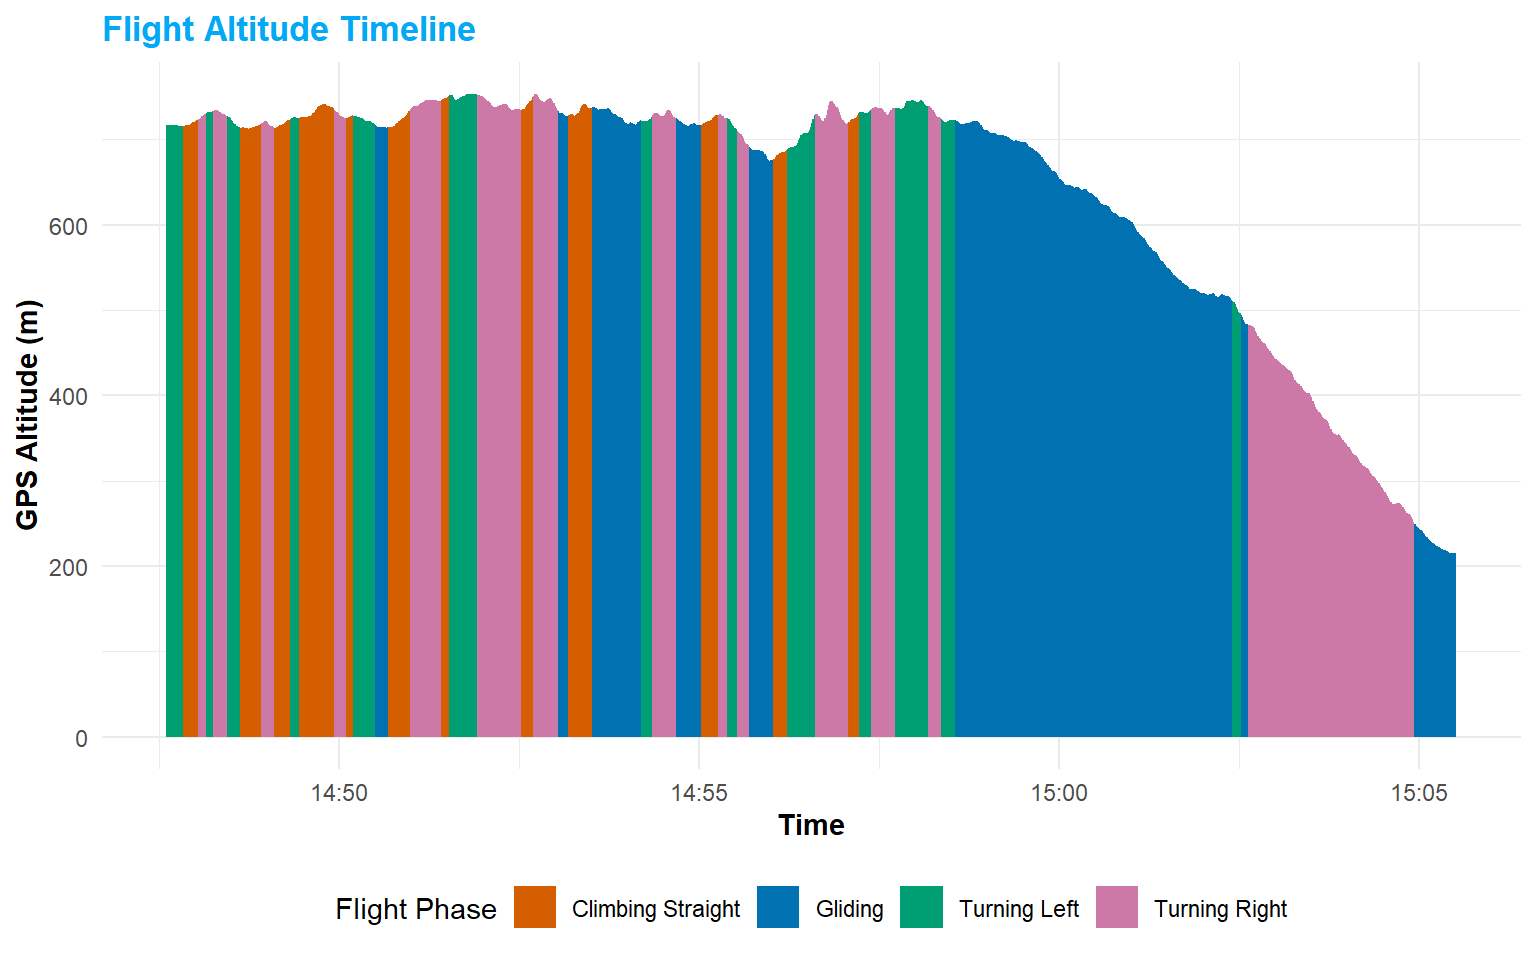 Flight Altitude Timeline
GPS Altitude (m)
600
400
200
0
14:50 14:55 15:00 15:05
Time
Flight Phase Climbing Straight Gliding Turning Left Turning Right